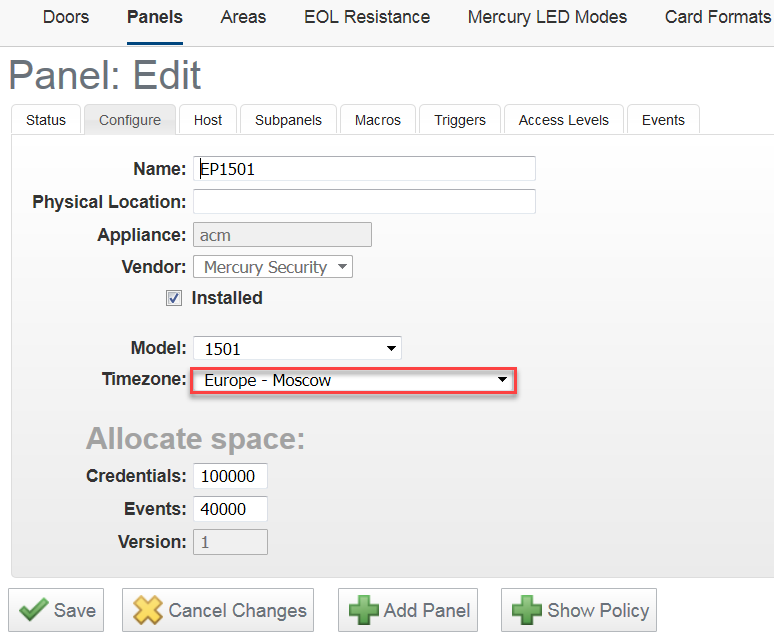 Doors Panels Areas EOL Resistance Mercury LED Modes Card Formats
Panel: Edit
Status Configure Host Subpanels Macros Triggers Access Levels Events
Name: EP1501
Physical Location:
Appliance: acm
Vendor: Mercury Security
Installed
Model: 1501
Timezone: Europe - Moscow
Allocate space:
Credentials: 100000
Events: 40000
Version: 1
Save Cancel Changes Add Panel Show Policy